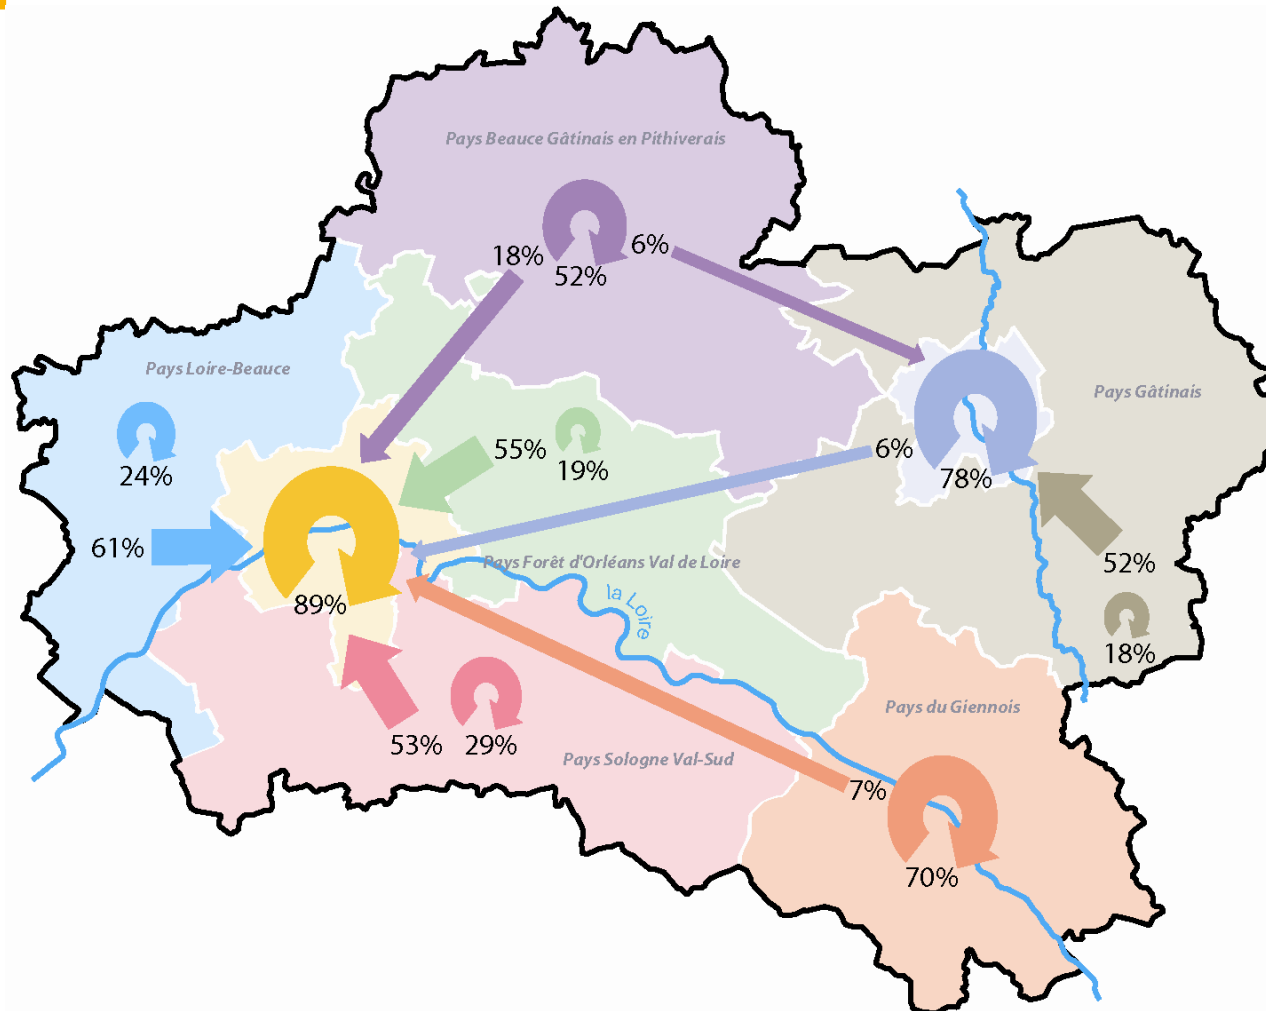 Pays Beauce Gâtinais en Pithiverais
18%
52%
6%
Pays Loire-Beauce
Pays Gâtinais
24%
55%
19%
6%
78%
61%
52%
Pays Forêt d'Orléans Val de Loire
la Loire
89%
18%
53%
29%
Pays Sologne Val-Sud
Pays du Giennois
7%
70%